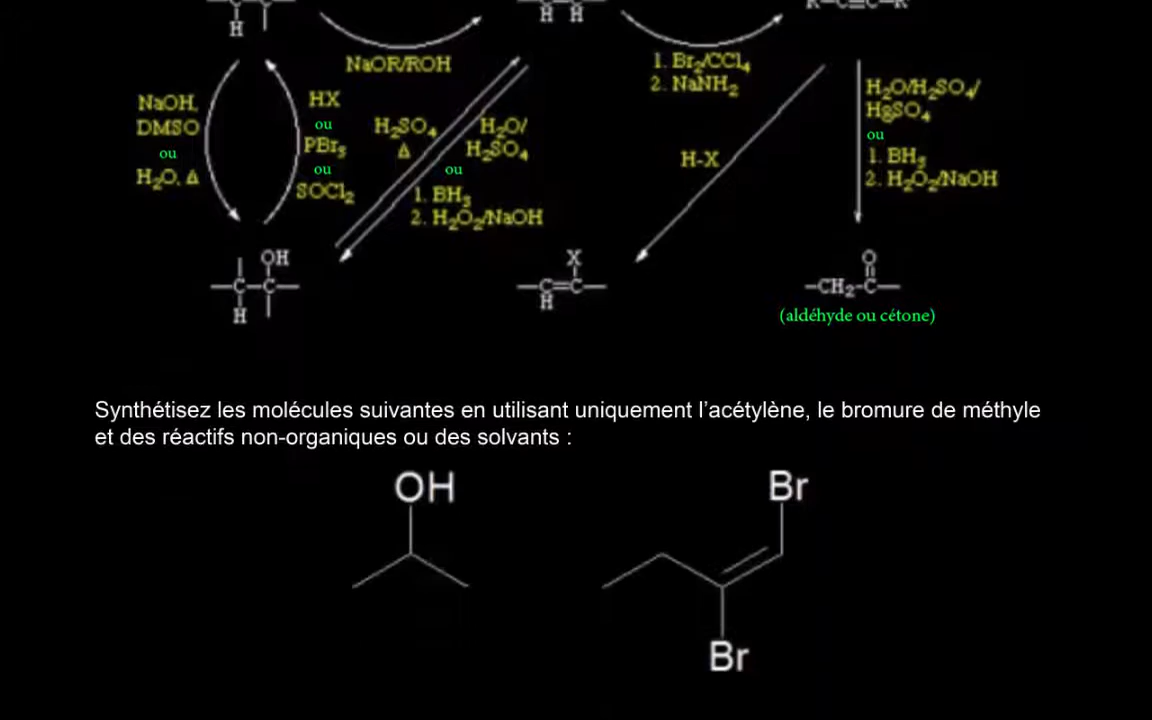 H
H H
R-C≡C-R
NaOR/ROH
1. Br₂/CCl₄
2. NaNH₂
NaOH,
DMSO
ou
H₂O, Δ
HX
ou
PBr₃
ou
SOCl₂
H₂SO₄
Δ
H₂O/
H₂SO₄
ou
1. BH₃
2. H₂O₂/NaOH
H-X
H₂O/H₂SO₄/
HgSO₄
ou
1. BH₃
2. H₂O₂/NaOH
OH
-C-C-
H
X
-C=C-
H
O
-CH₂-C-
(aldéhyde ou cétone)
Synthétisez les molécules suivantes en utilisant uniquement l’acétylène, le bromure de méthyle
et des réactifs non-organiques ou des solvants :
OH
Br
Br